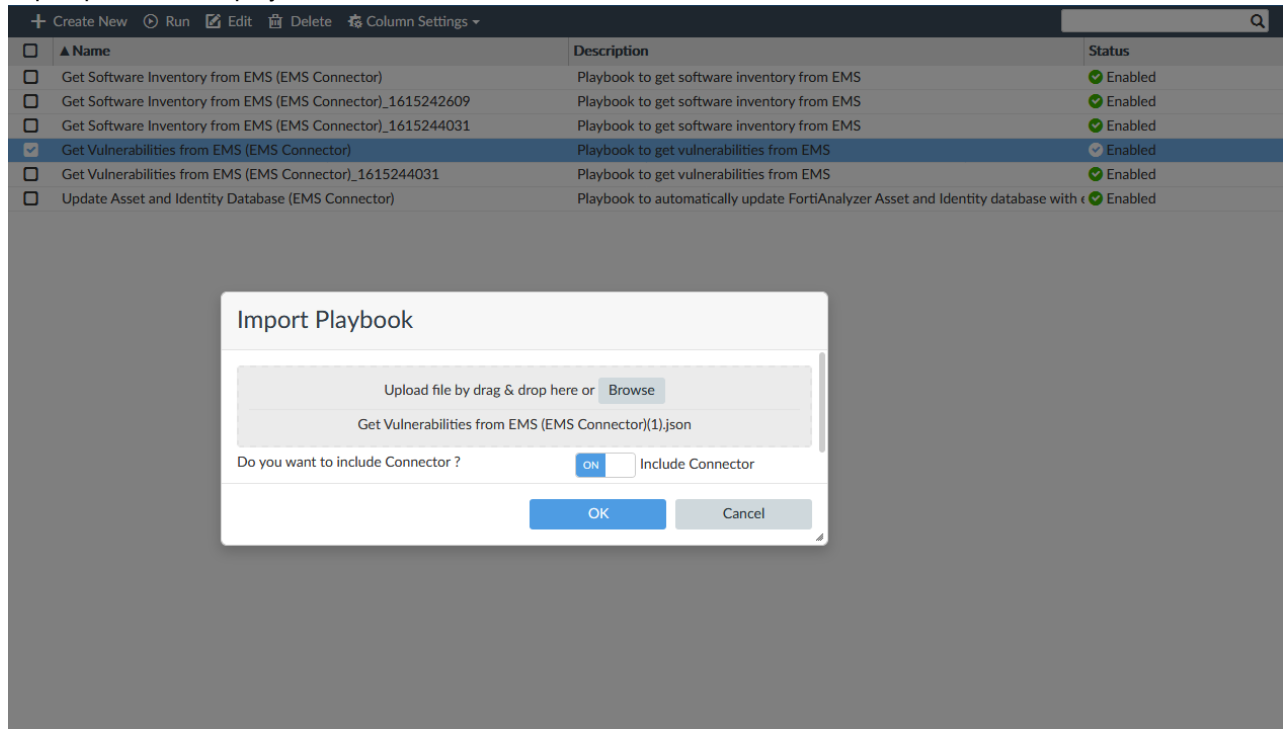 Create New Run Edit Delete Column Settings
Name Description Status
Get Software Inventory from EMS (EMS Connector) Playbook to get software inventory from EMS Enabled
Get Software Inventory from EMS (EMS Connector)_1615242609 Playbook to get software inventory from EMS Enabled
Get Software Inventory from EMS (EMS Connector)_1615244031 Playbook to get software inventory from EMS Enabled
Get Vulnerabilities from EMS (EMS Connector) Playbook to get vulnerabilities from EMS Enabled
Get Vulnerabilities from EMS (EMS Connector)_1615244031 Playbook to get vulnerabilities from EMS Enabled
Update Asset and Identity Database (EMS Connector) Playbook to automatically update FortiAnalyzer Asset and Identity database with Enabled
Import Playbook
Upload file by drag & drop here or Browse
Get Vulnerabilities from EMS (EMS Connector)(1).json
Do you want to include Connector ? ON Include Connector
OK Cancel